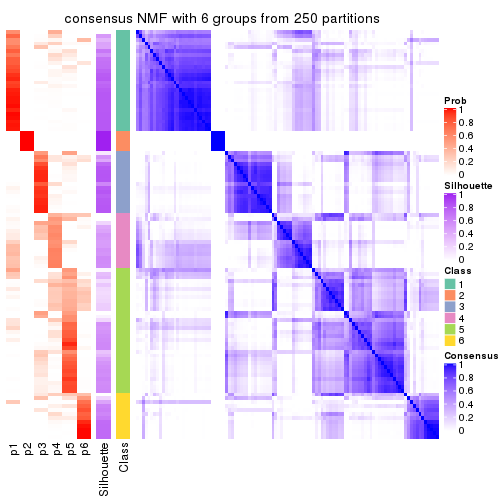 consensus NMF with 6 groups from 250 partitions
Prob
1
0.8
0.6
0.4
0.2
0
Silhouette
1
0.8
0.6
0.4
0.2
0
Class
1
2
3
4
5
6
Consensus
1
0.8
0.6
0.4
0.2
0
p1
p2
p3
p4
p5
p6
Silhouette
Class